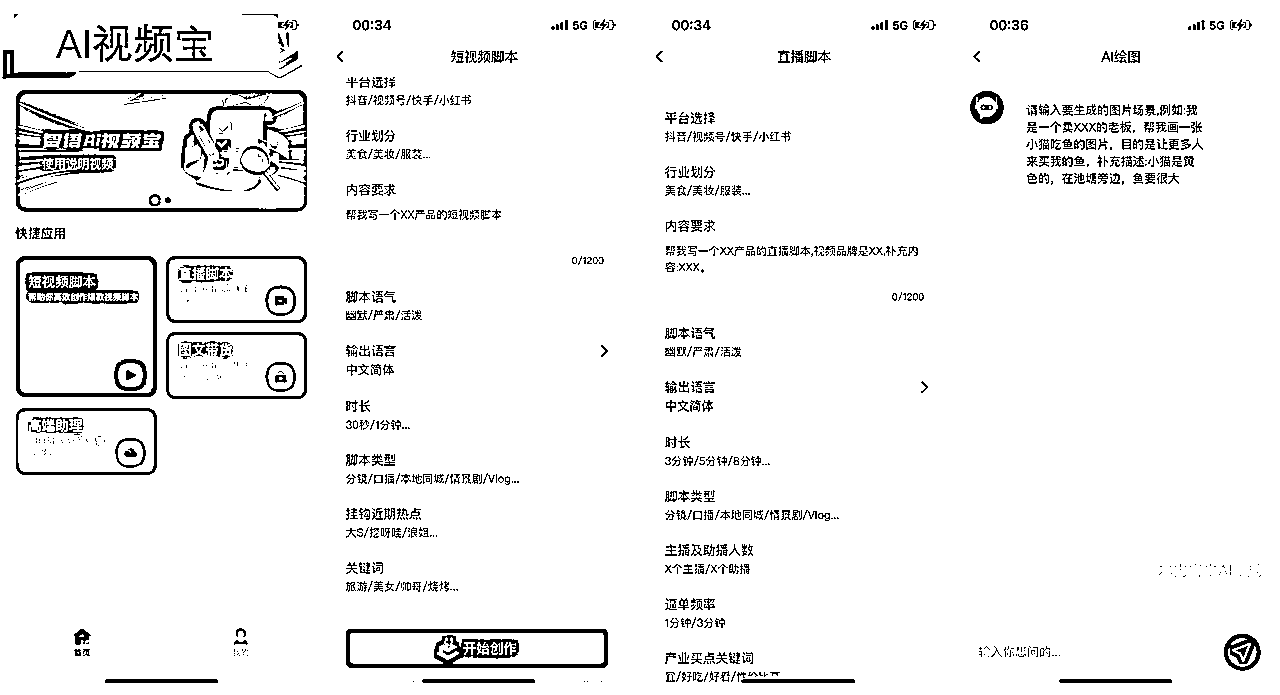 AI视频宝
使用说明视频
快捷应用
短视频脚本
帮助你高效创作爆款视频脚本
直播脚本
图文带货
高端助理
首页
00:34
5G
短视频脚本
平台选择
抖音/视频号/快手/小红书
行业划分
美食/美妆/服装...
内容要求
帮我写一个XX产品的短视频脚本
0/1200
脚本语气
幽默/严肃/活泼
输出语言
中文简体
时长
30秒/1分钟...
脚本类型
分镜/口播/本地同城/情景剧/Vlog...
挂钩近期热点
大S/挖呀哇/浪姐...
关键词
旅游/美女/帅哥/烧烤...
开始创作
00:34
5G
直播脚本
平台选择
抖音/视频号/快手/小红书
行业划分
美食/美妆/服装...
内容要求
帮我写一个XX产品的直播脚本,视频品牌是XX,补充内
容:XXX。
0/1200
脚本语气
幽默/严肃/活泼
输出语言
中文简体
时长
3分钟/5分钟/8分钟...
脚本类型
分镜/口播/本地同城/情景剧/Vlog...
主播及助播人数
X个主播/X个助播
逼单频率
1分钟/3分钟
产业买点关键词
00:36
5G
AI绘图
请输入要生成的图片场景,例如:我
是一个卖XXX的老板，帮我画一张
小猫吃鱼的图片，目的是让更多人
来买我的鱼，补充描述:小猫是黄
色的，在池塘旁边，鱼要很大
输入你想问的...